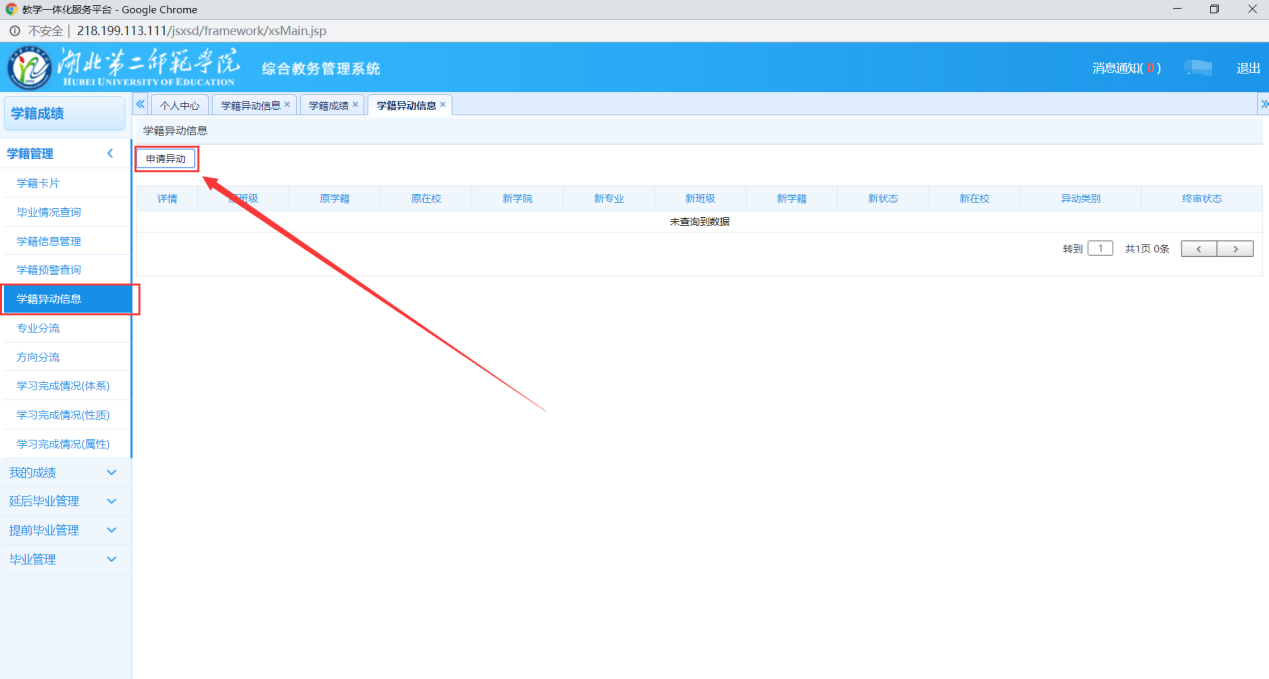 教学一体化服务平台 - Google Chrome
不安全 | 218.199.113.111/jsxsd/framework/xsMain.jsp
湖北第二师范学院
HUBEI UNIVERSITY OF EDUCATION
综合教务管理系统
消息通知(0)
退出
学籍成绩
个人中心 学籍异动信息 × 学籍成绩 × 学籍异动信息 ×
学籍异动信息
申请异动
学籍管理
学籍卡片
毕业情况查询
学籍信息管理
学籍预警查询
学籍异动信息
专业分流
方向分流
学习完成情况(体系)
学习完成情况(性质)
学习完成情况(属性)
我的成绩
延后毕业管理
提前毕业管理
毕业管理
详情 班级 原学籍 原在校 新学院 新专业 新班级 新学籍 新状态 新在校 异动类别 终审状态
未查询到数据
转到 1 共1页 0条